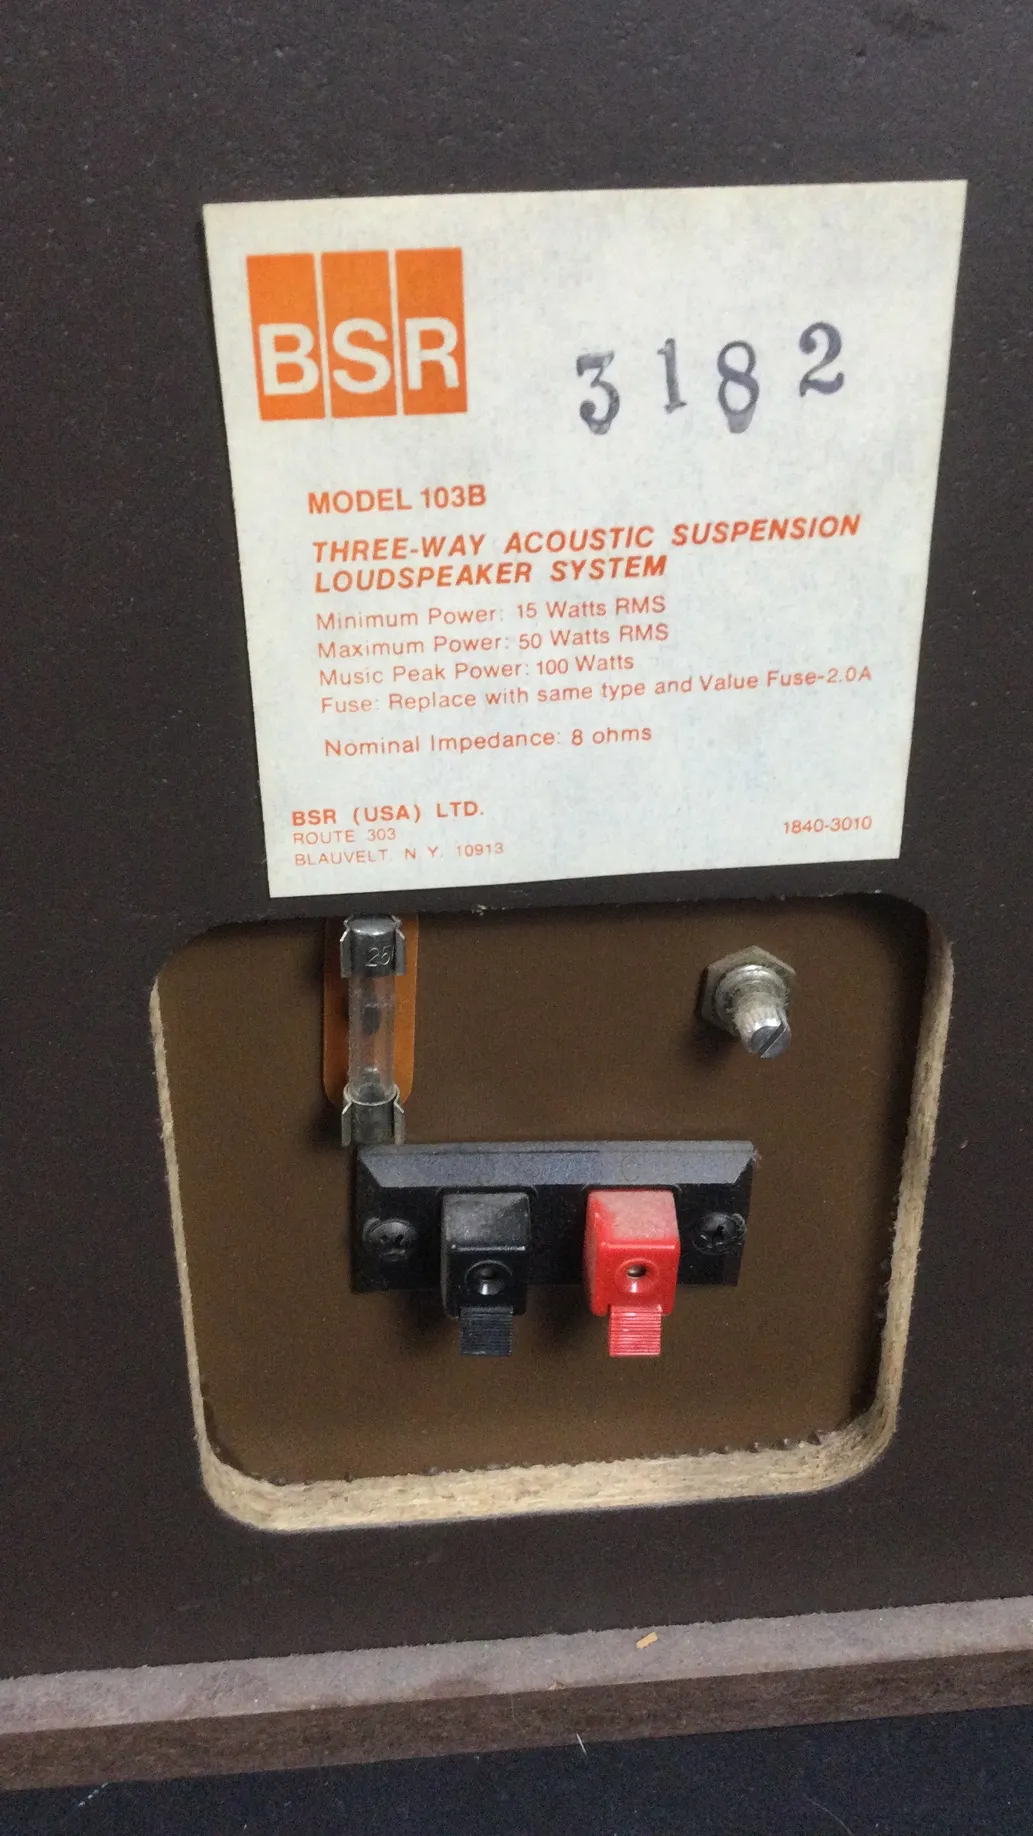 BSR
3182
MODEL 103B
THREE-WAY ACOUSTIC SUSPENSION
LOUDSPEAKER SYSTEM
Minimum Power: 15 Watts RMS
Maximum Power: 50 Watts RMS
Music Peak Power: 100 Watts
Fuse: Replace with same type and Value Fuse-2.0A
Nominal Impedance: 8 ohms
BSR (USA) LTD.
ROUTE 303
BLAUVELT, N.Y. 10913
1840-3010